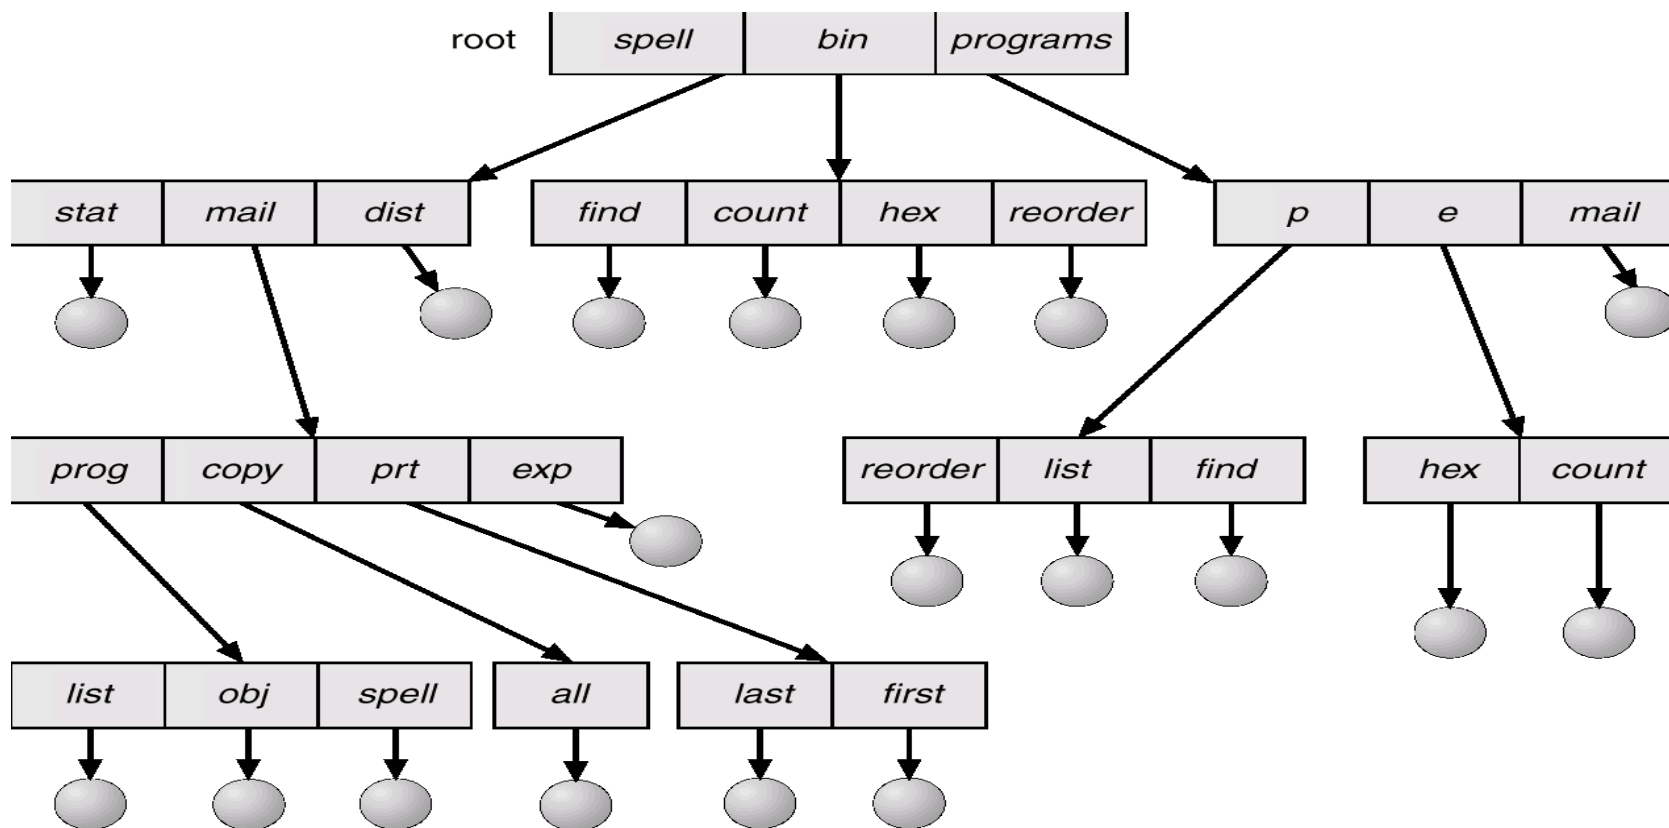 root spell bin programs
stat mail dist find count hex reorder p e mail
prog copy prt exp reorder list find hex count
list obj spell all last first